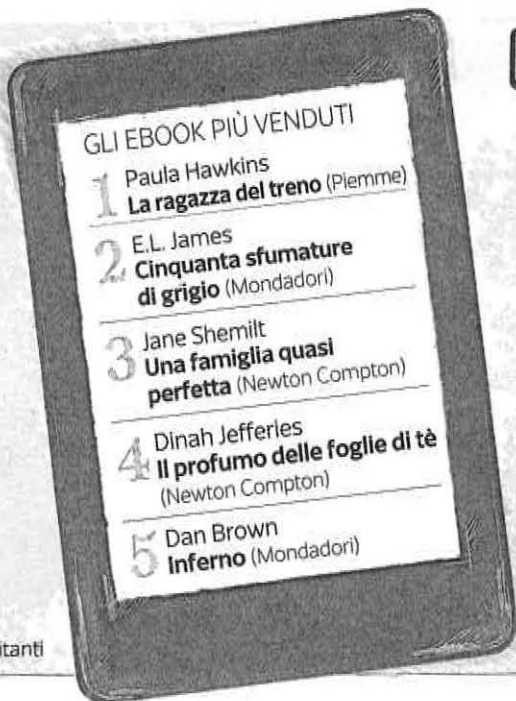 GLI EBOOK PIÙ VENDUTI
1 Paula Hawkins
La ragazza del treno (Piemme)
2 E.L. James
Cinquanta sfumature
di grigio (Mondadori)
3 Jane Shemilt
Una famiglia quasi
perfetta (Newton Compton)
4 Dinah Jefferies
Il profumo delle foglie di tè
(Newton Compton)
5 Dan Brown
Inferno (Mondadori)